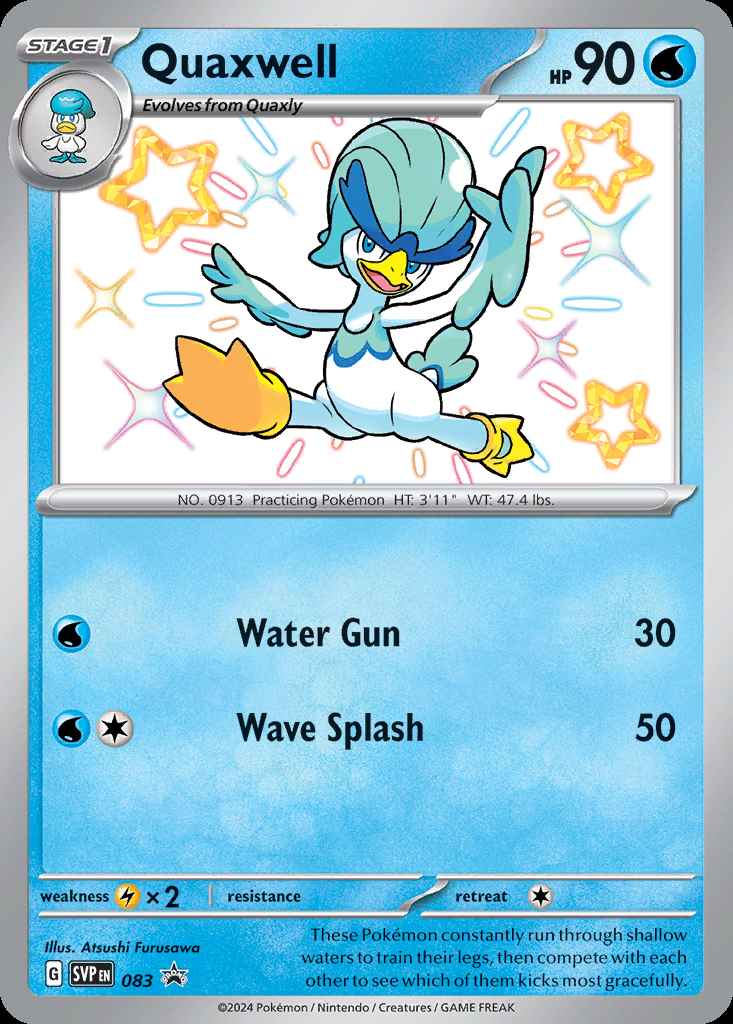 STAGE 1
Quaxwell
HP 90
Evolves from Quaxly
NO. 0913 Practicing Pokémon HT: 3'11" WT: 47.4 lbs.
Water Gun 30
Wave Splash 50
weakness ×2 resistance retreat
Illus. Atsushi Furusawa
G SVP EN 083
These Pokémon constantly run through shallow
waters to train their legs, then compete with each
other to see which of them kicks most gracefully.
©2024 Pokémon / Nintendo / Creatures / GAME FREAK